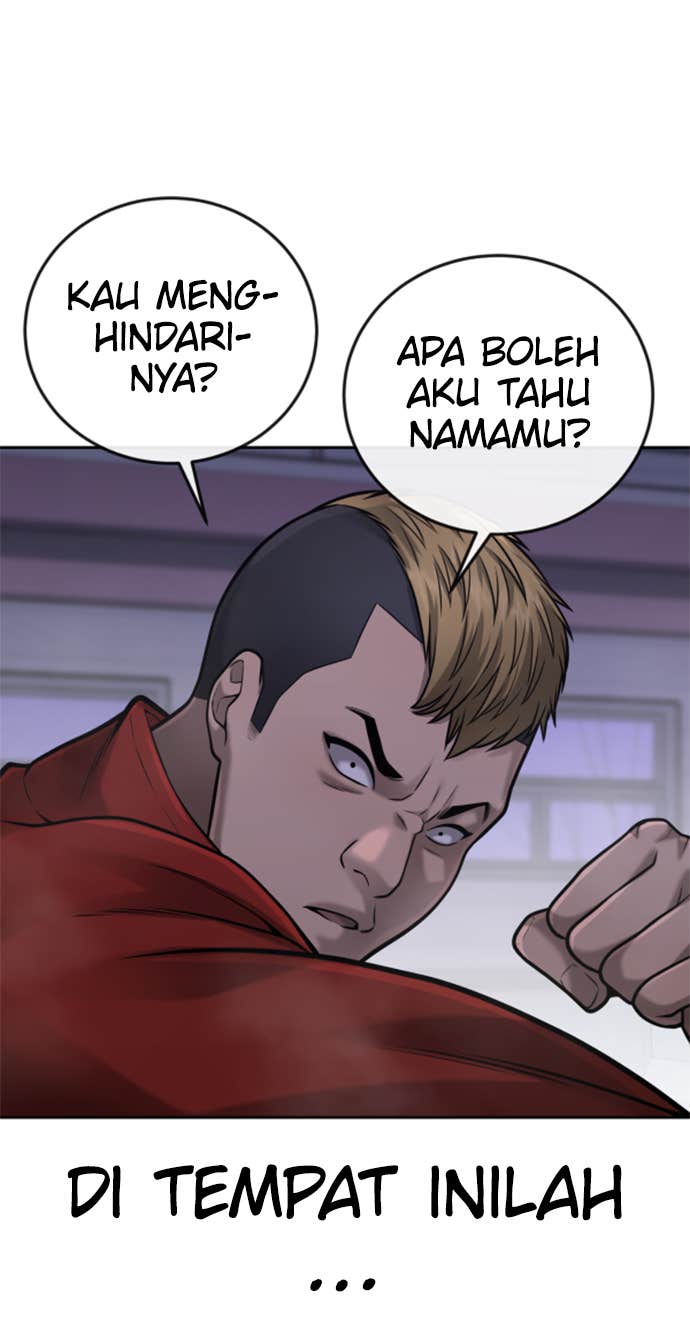 KAU MENG-
HINDARI-
NYA?
APA BOLEH
AKU TAHU
NAMAMU?
DI TEMPAT INILAH
...